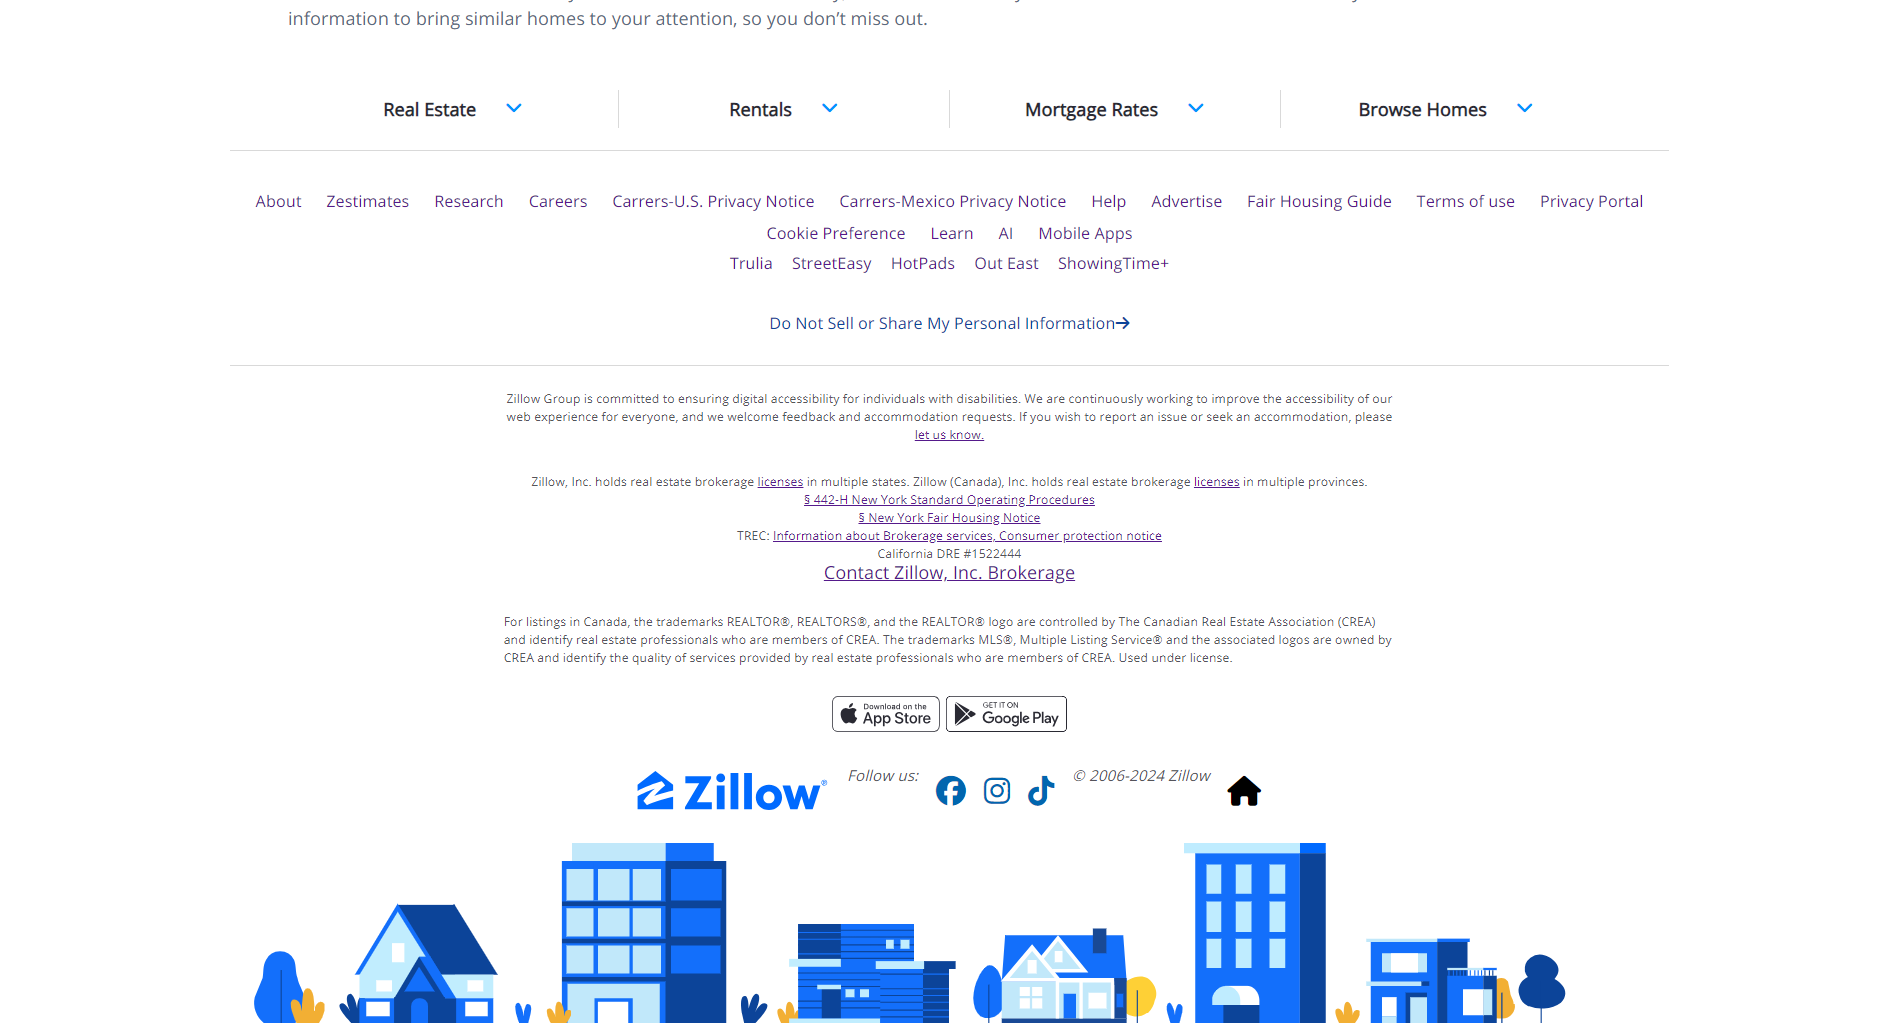 information to bring similar homes to your attention, so you don’t miss out.
Real Estate Rentals Mortgage Rates Browse Homes
About Zestimates Research Careers Carrers-U.S. Privacy Notice Carrers-Mexico Privacy Notice Help Advertise Fair Housing Guide Terms of use Privacy Portal
Cookie Preference Learn AI Mobile Apps
Trulia StreetEasy HotPads Out East ShowingTime+
Do Not Sell or Share My Personal Information→
Zillow Group is committed to ensuring digital accessibility for individuals with disabilities. We are continuously working to improve the accessibility of our
web experience for everyone, and we welcome feedback and accommodation requests. If you wish to report an issue or seek an accommodation, please
let us know.
Zillow, Inc. holds real estate brokerage licenses in multiple states. Zillow (Canada), Inc. holds real estate brokerage licenses in multiple provinces.
§ 442-H New York Standard Operating Procedures
§ New York Fair Housing Notice
TREC: Information about Brokerage services, Consumer protection notice
California DRE #1522444
Contact Zillow, Inc. Brokerage
For listings in Canada, the trademarks REALTOR®, REALTORS®, and the REALTOR® logo are controlled by The Canadian Real Estate Association (CREA)
and identify real estate professionals who are members of CREA. The trademarks MLS®, Multiple Listing Service® and the associated logos are owned by
CREA and identify the quality of services provided by real estate professionals who are members of CREA. Used under license.
Download on the App Store GET IT ON Google Play
Zillow® Follow us: © 2006-2024 Zillow